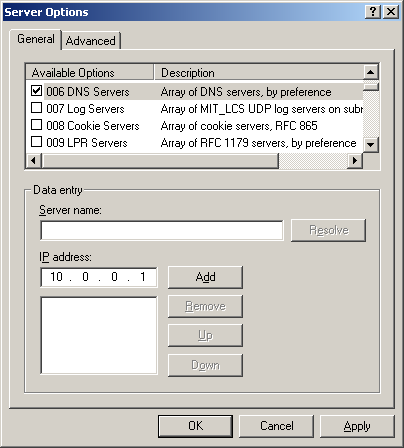 Server Options
General Advanced
Available Options Description
006 DNS Servers Array of DNS servers, by preference
007 Log Servers Array of MIT_LCS UDP log servers on subn
008 Cookie Servers Array of cookie servers, RFC 865
009 LPR Servers Array of RFC 1179 servers, by preference
Data entry
Server name:
Resolve
IP address:
10 . 0 . 0 . 1 Add
Remove
Up
Down
OK Cancel Apply